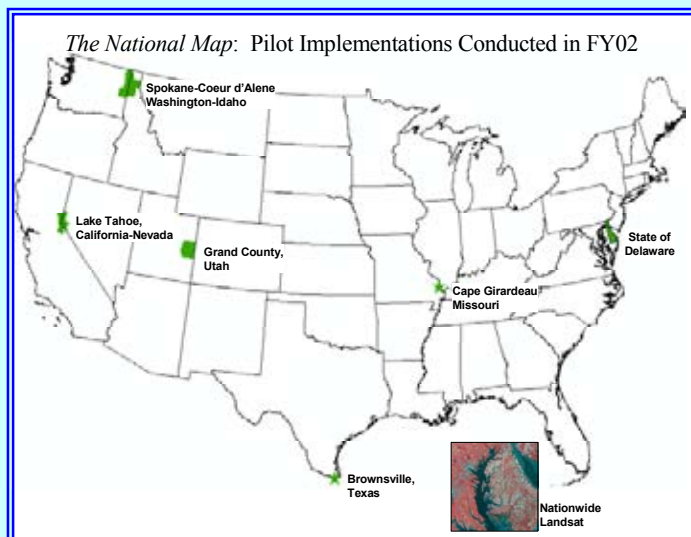 The National Map: Pilot Implementations Conducted in FY02
Spokane-Coeur d'Alene
Washington-Idaho
Lake Tahoe,
California-Nevada
Grand County,
Utah
State of
Delaware
Cape Girardeau
Missouri
Brownsville,
Texas
Nationwide
Landsat